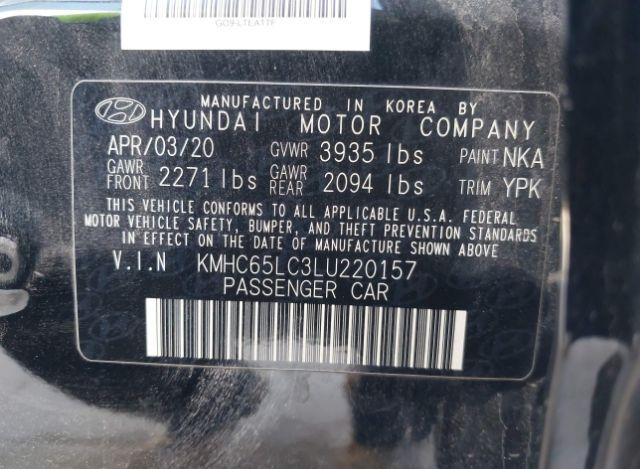 G09-LTEATTF
MANUFACTURED IN KOREA BY
HYUNDAI MOTOR COMPANY
APR/03/20 GVWR 3935 lbs PAINT NKA
GAWR FRONT 2271 lbs GAWR REAR 2094 lbs TRIM YPK
THIS VEHICLE CONFORMS TO ALL APPLICABLE U.S.A. FEDERAL
MOTOR VEHICLE SAFETY, BUMPER, AND THEFT PREVENTION
STANDARDS IN EFFECT ON THE DATE OF MANUFACTURE SHOWN ABOVE
V.I.N KMHC65LC3LU220157
PASSENGER CAR